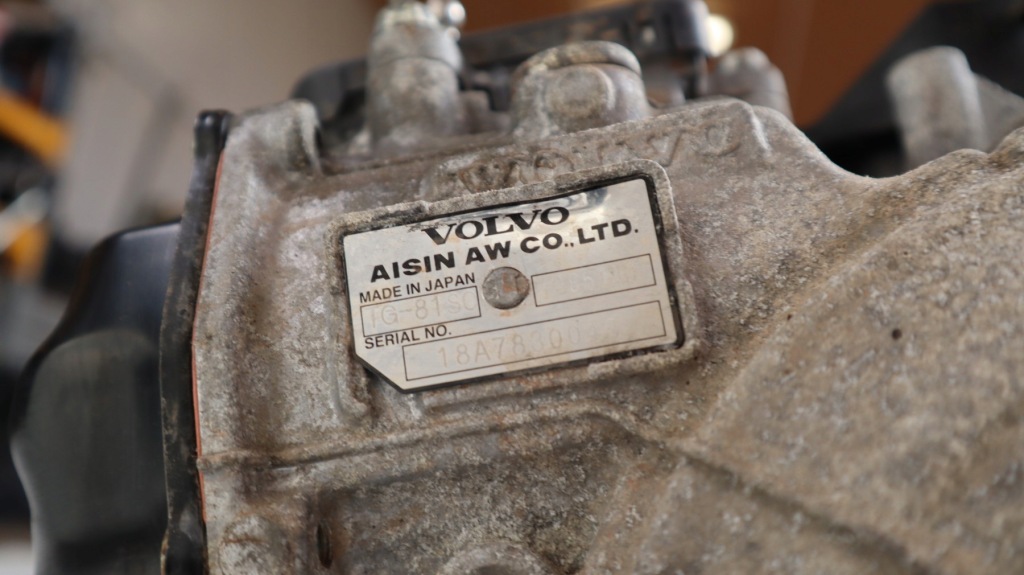 VOLVO
AISIN AW CO., LTD.
MADE IN JAPAN
TG-81SC
SERIAL NO.